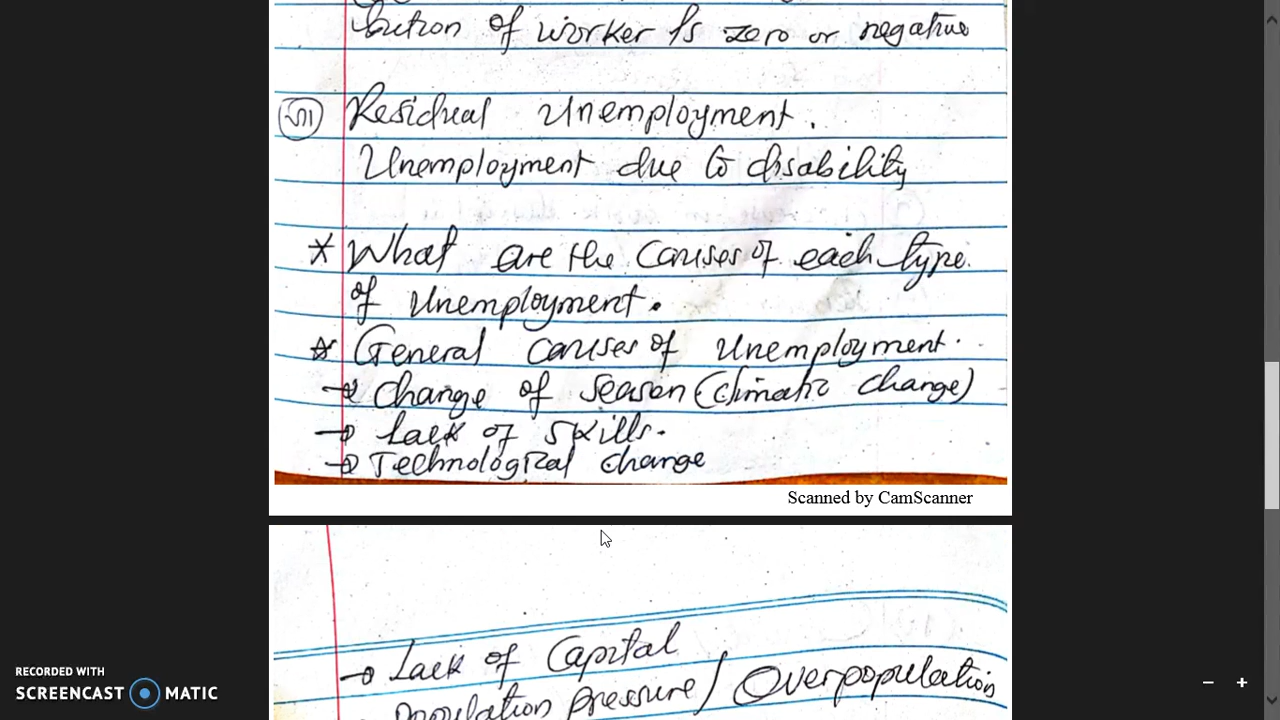 bution of worker is zero or negative
Residual Unemployment.
Unemployment due to disability
* What are the causes of each type
of Unemployment.
* General causes of Unemployment.
→ Change of season (climatic change)
→ Lack of skills.
→ Technological change
Scanned by CamScanner
→ Lack of Capital
population pressure / Overpopulation
RECORDED WITH
SCREENCAST MATIC